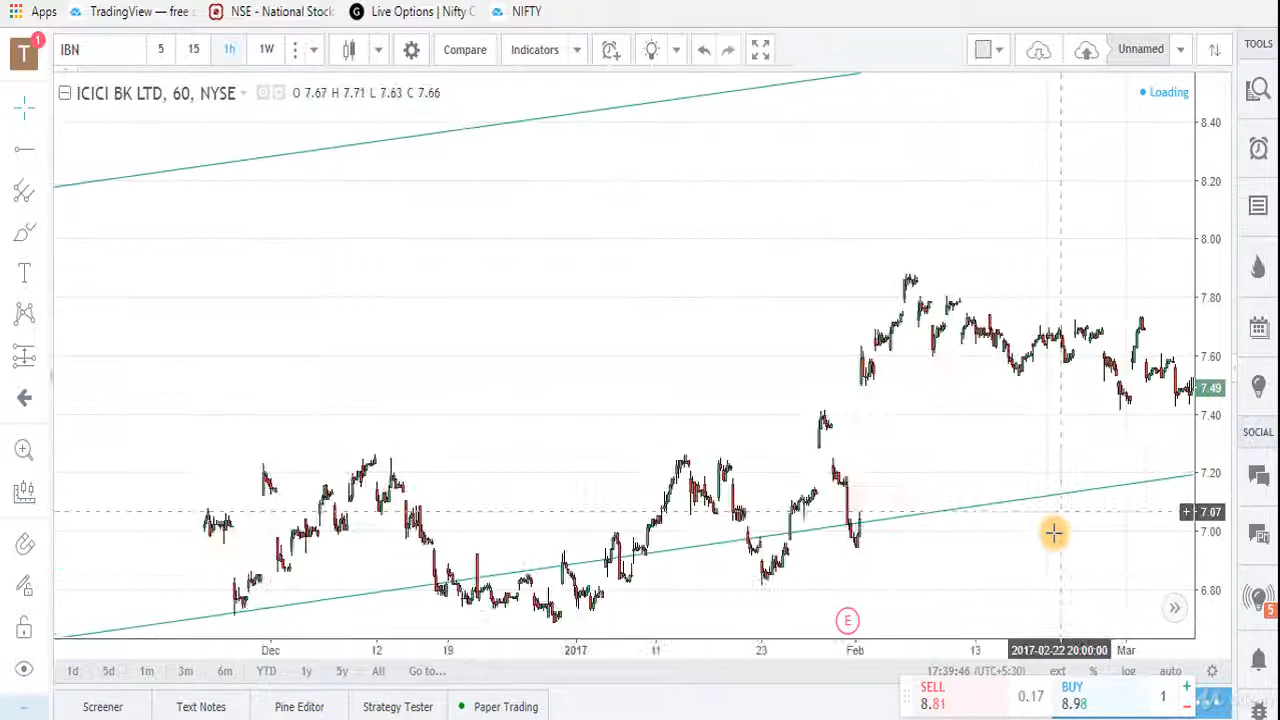 Apps TradingView — free s NSE - National Stock Live Options | Nifty C NIFTY
T 1 IBN 5 15 1h 1W Compare Indicators Unnamed TOOLS
ICICI BK LTD, 60, NYSE O 7.67 H 7.71 L 7.63 C 7.66 Loading
8.40
8.20
8.00
7.80
7.60
7.49
7.40
SOCIAL
7.20
7.07
7.00
6.80
5
E
Dec 12 19 2017 11 23 Feb 13 2017-02-22 20:00:00 Mar
1d 5d 1m 3m 6m YTD 1y 5y All Go to... 17:39:46 (UTC+5:30) ext % log auto
SELL BUY
8.81 0.17 8.98 1
Screener Text Notes Pine Editor Strategy Tester Paper Trading